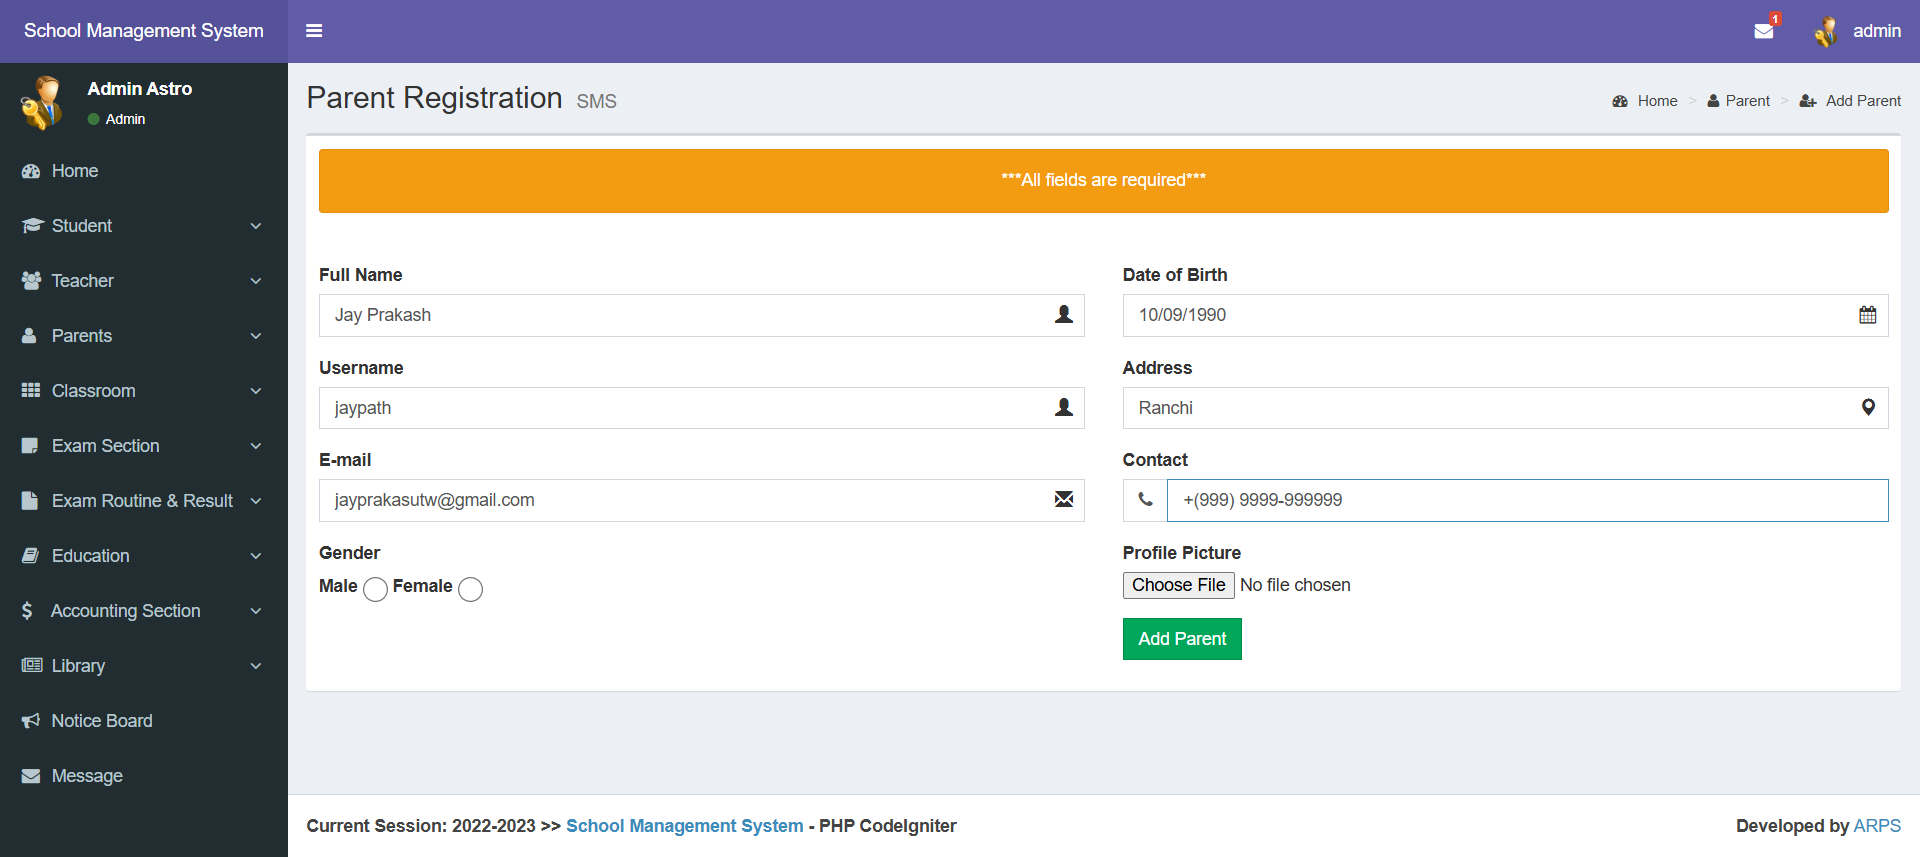 School Management System
1
admin
Admin Astro
Admin
Home
Student
Teacher
Parents
Classroom
Exam Section
Exam Routine & Result
Education
Accounting Section
Library
Notice Board
Message
Parent Registration SMS
Home > Parent > Add Parent
***All fields are required***
Full Name
Jay Prakash
Date of Birth
10/09/1990
Username
jaypath
Address
Ranchi
E-mail
jayprakasutw@gmail.com
Contact
+(999) 9999-999999
Gender
Male Female
Profile Picture
Choose File No file chosen
Add Parent
Current Session: 2022-2023 >> School Management System - PHP CodeIgniter
Developed by ARPS